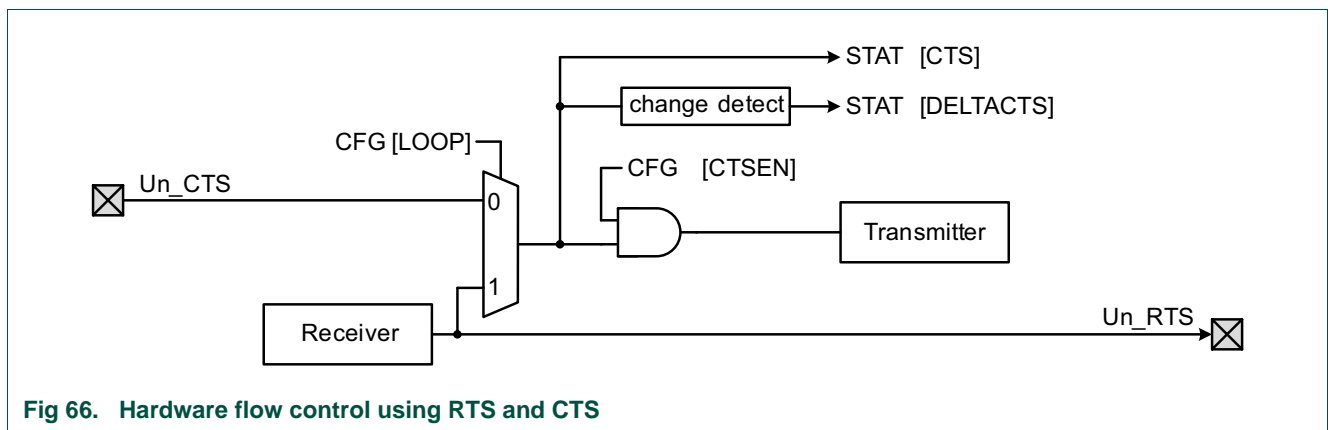 STAT [CTS]
change detect
STAT [DELTACTS]
CFG [LOOP]
CFG [CTSEN]
Un_CTS
0
Transmitter
1
Receiver
Un_RTS
Fig 66. Hardware flow control using RTS and CTS